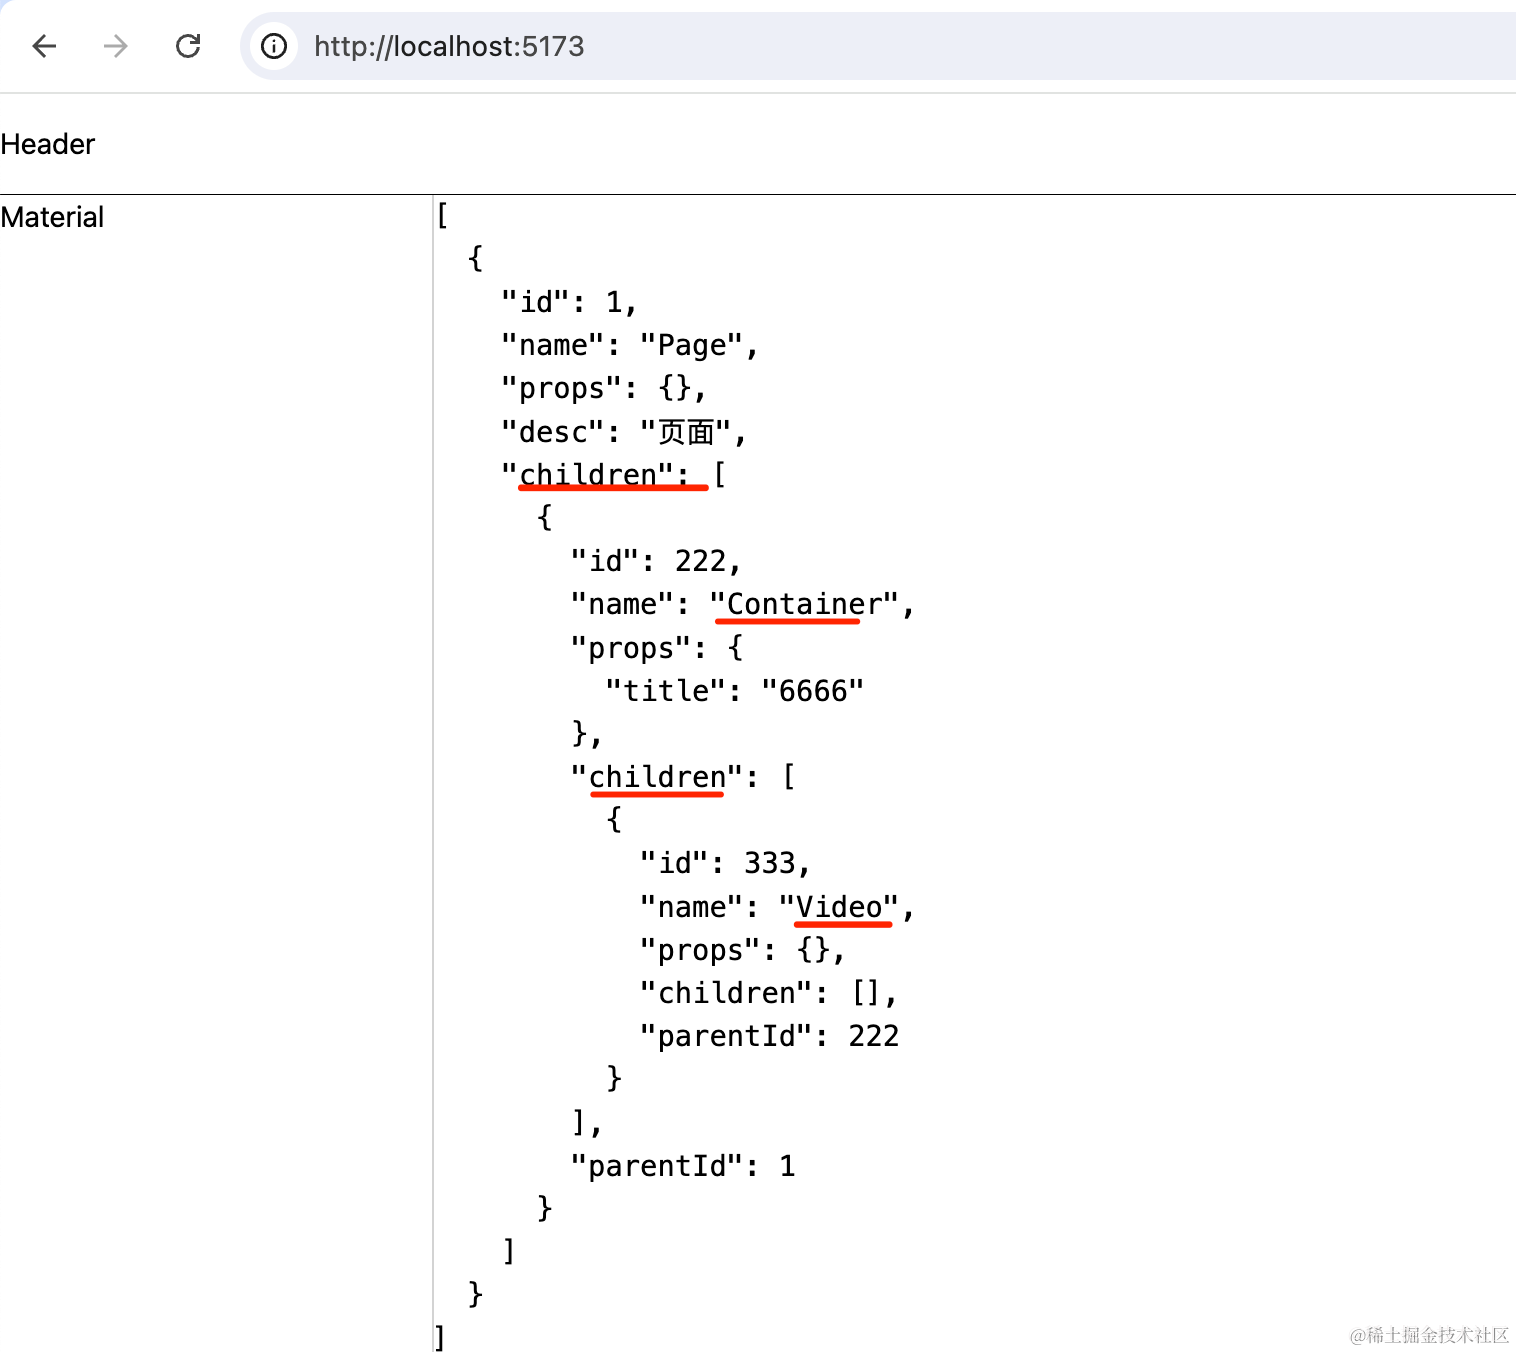 http://localhost:5173
Header
Material
[
  {
    "id": 1,
    "name": "Page",
    "props": {},
    "desc": "页面",
    "children": [
      {
        "id": 222,
        "name": "Container",
        "props": {
          "title": "6666"
        },
        "children": [
          {
            "id": 333,
            "name": "Video",
            "props": {},
            "children": [],
            "parentId": 222
          }
        ],
        "parentId": 1
      }
    ]
  }
]
@稀土掘金技术社区